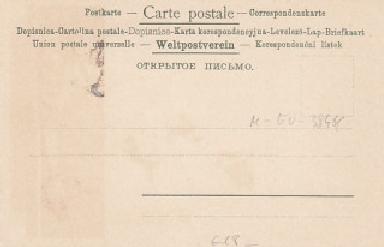 Postkarte — Carte postale — Correspondenzkarte
Dopisnica-Cartolina postale-Dopisnice-Karta korespondencyjna-Levelező-Lap-Briefkaart
Union postale universelle — Weltpostverein — Korespondenční lístek
ОТКРЫТОЕ ПИСЬМО.